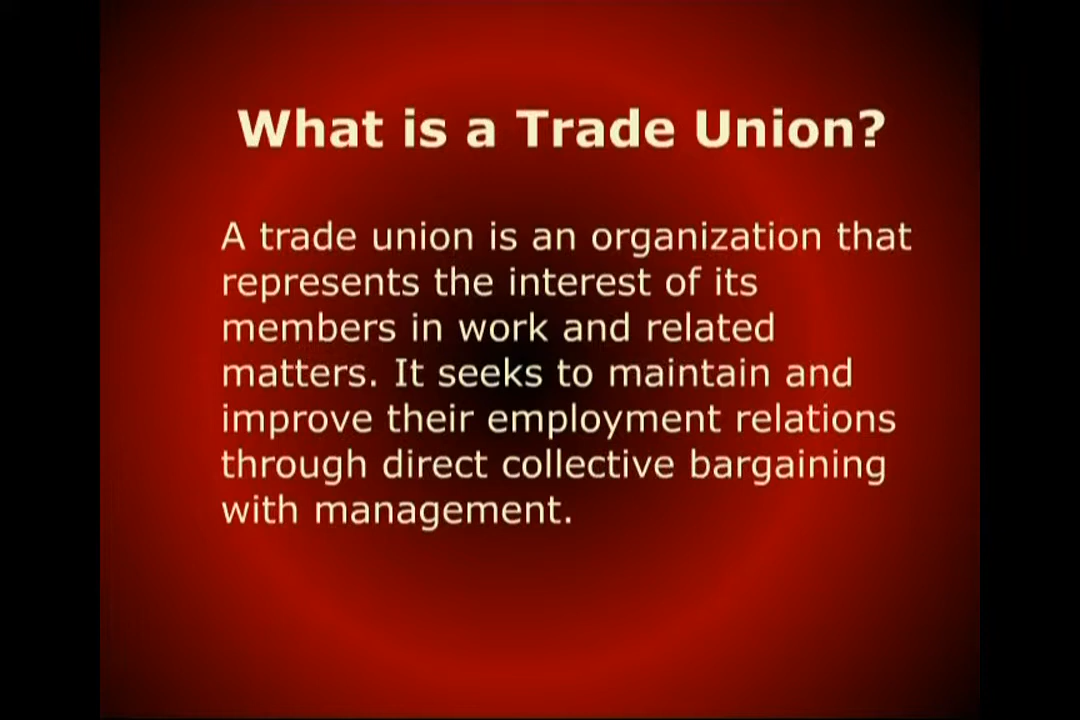 What is a Trade Union?
A trade union is an organization that
represents the interest of its
members in work and related
matters. It seeks to maintain and
improve their employment relations
through direct collective bargaining
with management.